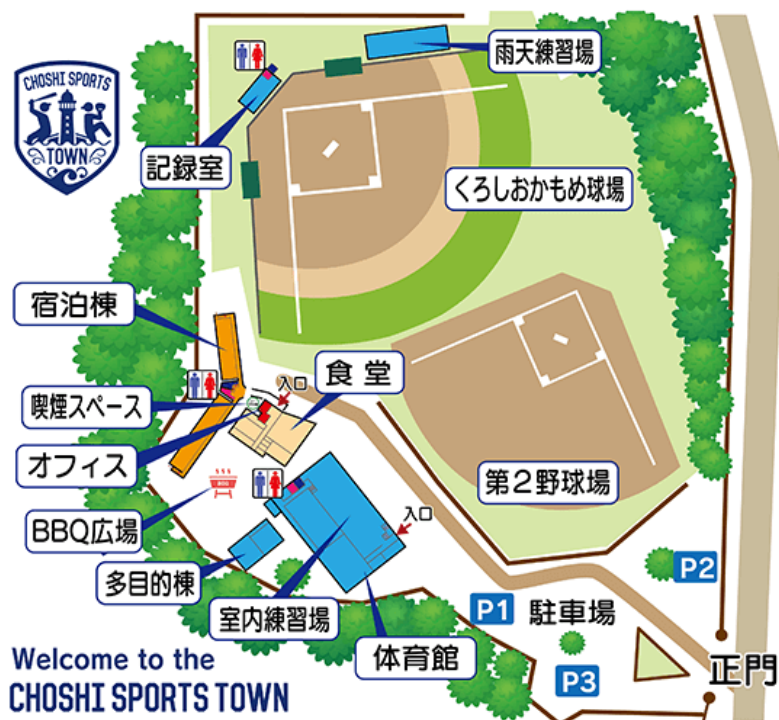 CHOSHI SPORTS
TOWN
雨天練習場
記録室
くろしおかもめ球場
宿泊棟
入口
食堂
喫煙スペース
オフィス
第2野球場
BBQ
BBQ広場
入口
多目的棟
室内練習場
体育館
P2
P1
駐車場
P3
正門
Welcome to the
CHOSHI SPORTS TOWN